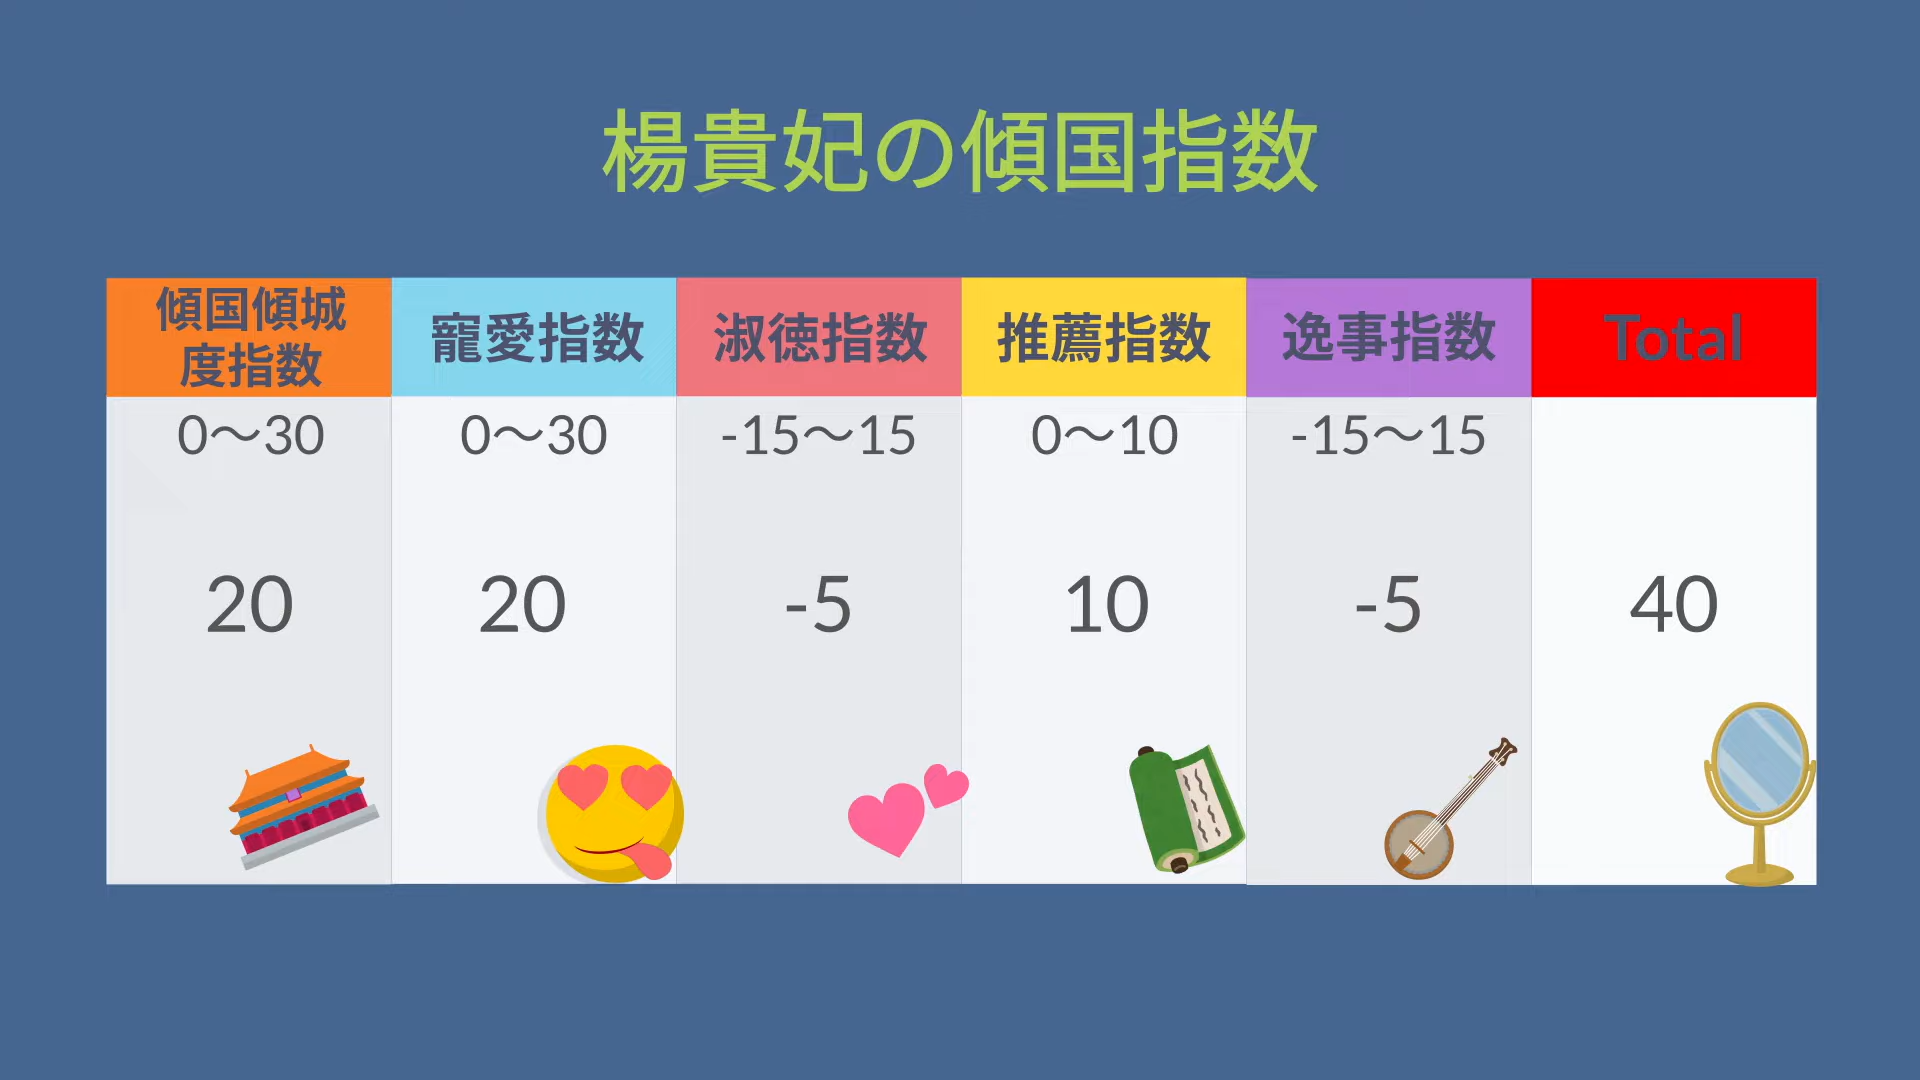 楊貴妃の傾国指数
傾国傾城
度指数
寵愛指数
淑徳指数
推薦指数
逸事指数
Total
0～30
0～30
-15～15
0～10
-15～15
20
20
-5
10
-5
40